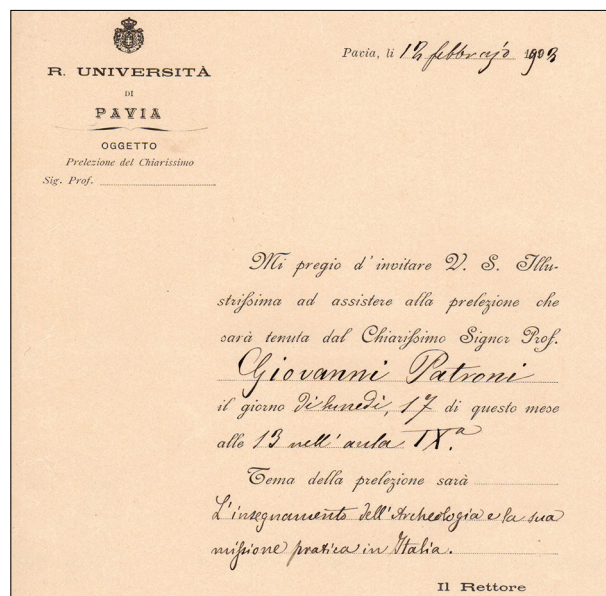 Pavia, li 12 febbrajo 1902
R. UNIVERSITÀ
DI
PAVIA
OGGETTO
Prelezione del Chiarissimo
Sig. Prof.
Mi pregio d'invitare V. S. Illu-
strissima ad assistere alla prelezione che
sarà tenuta dal Chiarissimo Signor Prof.
Giovanni Patroni
il giorno di lunedì, 17 di questo mese
alle 13 nell'aula IX.a
Tema della prelezione sarà
L'insegnamento dell'Archeologia e la sua
missione pratica in Italia.
Il Rettore